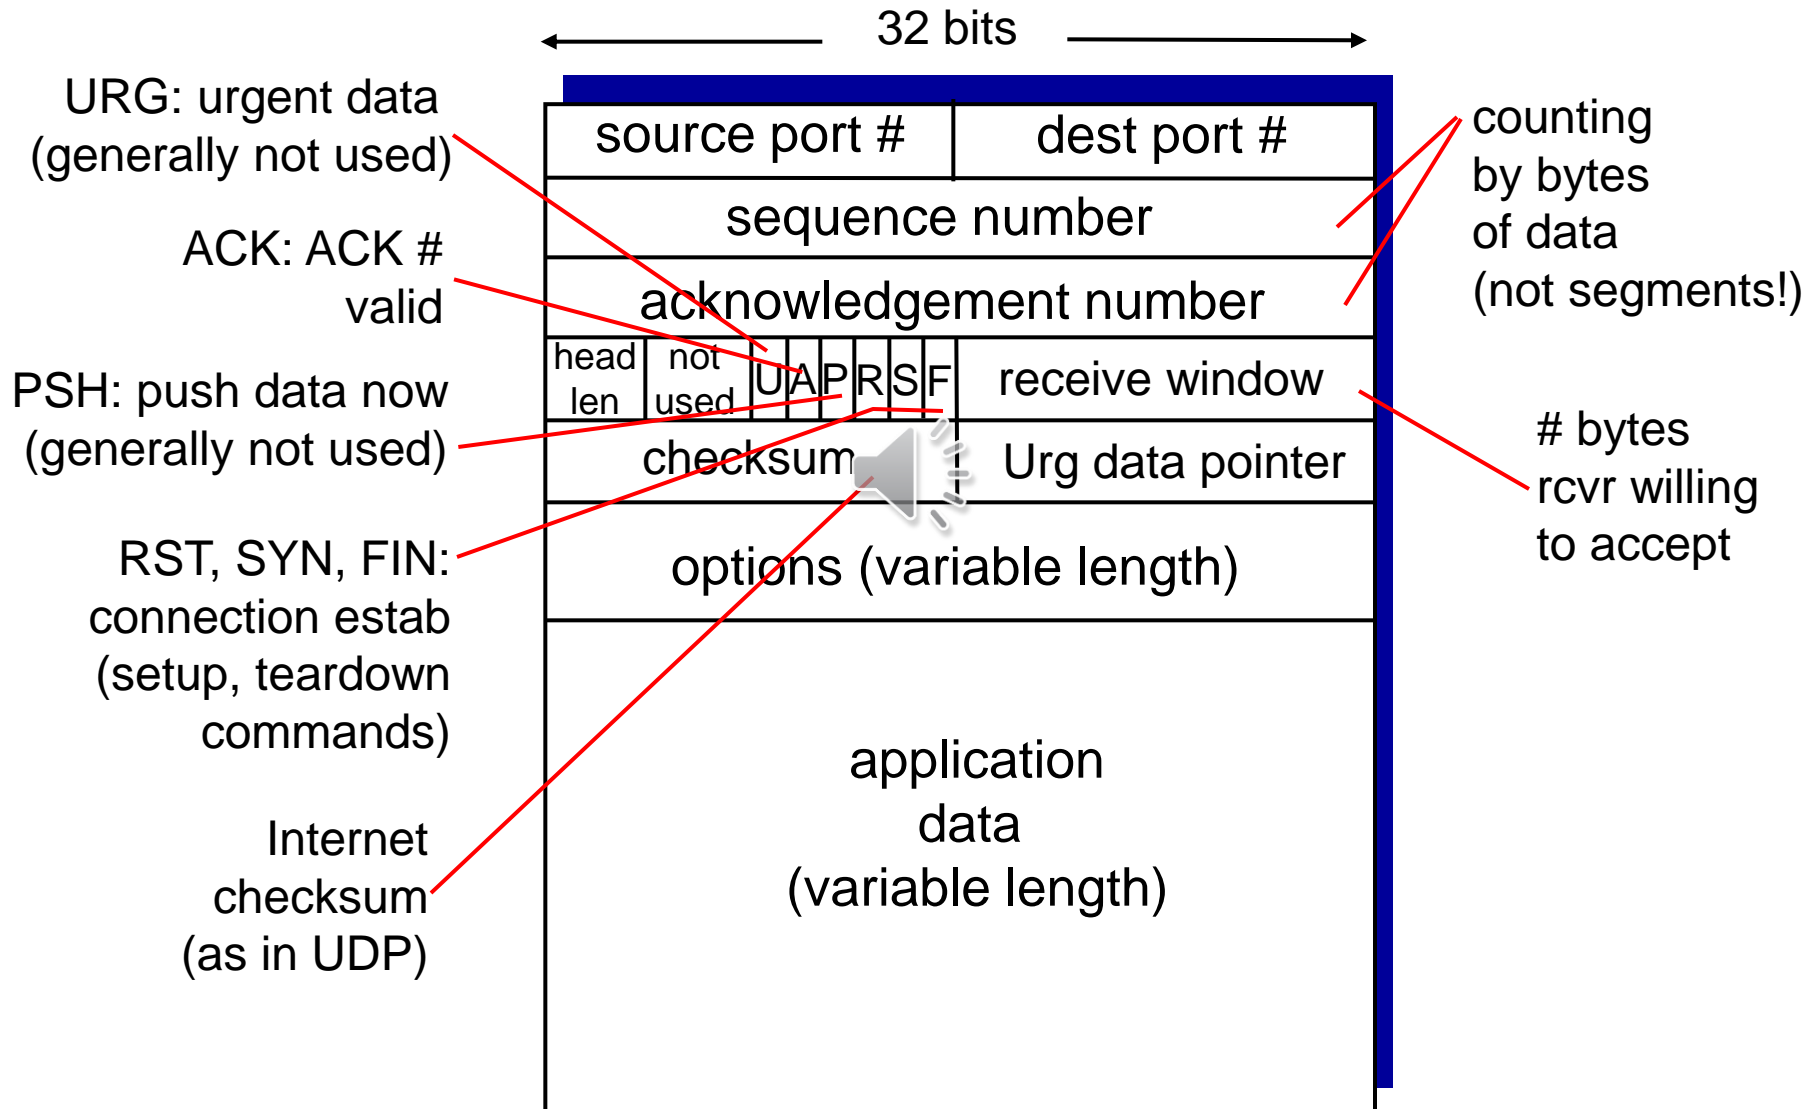 32 bits
URG: urgent data
(generally not used)
ACK: ACK #
valid
PSH: push data now
(generally not used)
RST, SYN, FIN:
connection estab
(setup, teardown
commands)
Internet
checksum
(as in UDP)
source port #
dest port #
sequence number
acknowledgement number
head
len
not
used
U
A
P
R
S
F
receive window
checksum
Urg data pointer
options (variable length)
application
data
(variable length)
counting
by bytes
of data
(not segments!)
# bytes
rcvr willing
to accept